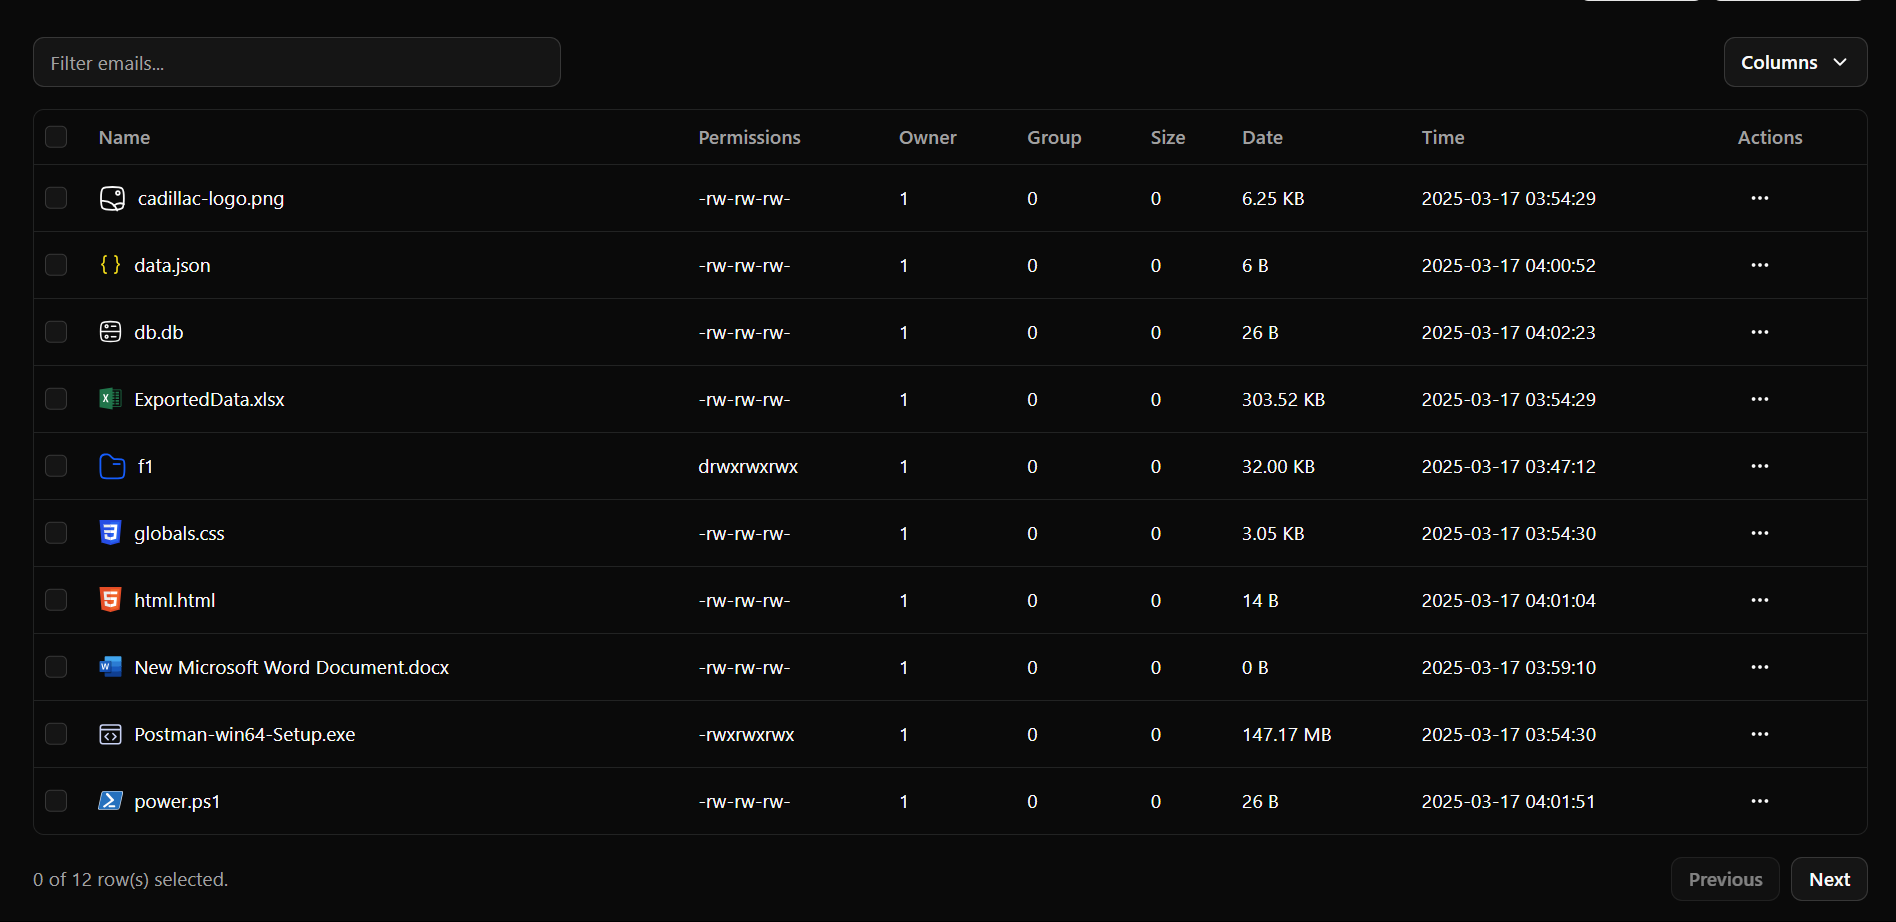 Filter emails...
Columns
Name Permissions Owner Group Size Date Time Actions
cadillac-logo.png -rw-rw-rw- 1 0 0 6.25 KB 2025-03-17 03:54:29 ···
data.json -rw-rw-rw- 1 0 0 6 B 2025-03-17 04:00:52 ···
db.db -rw-rw-rw- 1 0 0 26 B 2025-03-17 04:02:23 ···
ExportedData.xlsx -rw-rw-rw- 1 0 0 303.52 KB 2025-03-17 03:54:29 ···
f1 drwxrwxrwx 1 0 0 32.00 KB 2025-03-17 03:47:12 ···
globals.css -rw-rw-rw- 1 0 0 3.05 KB 2025-03-17 03:54:30 ···
html.html -rw-rw-rw- 1 0 0 14 B 2025-03-17 04:01:04 ···
New Microsoft Word Document.docx -rw-rw-rw- 1 0 0 0 B 2025-03-17 03:59:10 ···
Postman-win64-Setup.exe -rwxrwxrwx 1 0 0 147.17 MB 2025-03-17 03:54:30 ···
power.ps1 -rw-rw-rw- 1 0 0 26 B 2025-03-17 04:01:51 ···
0 of 12 row(s) selected.
Previous Next